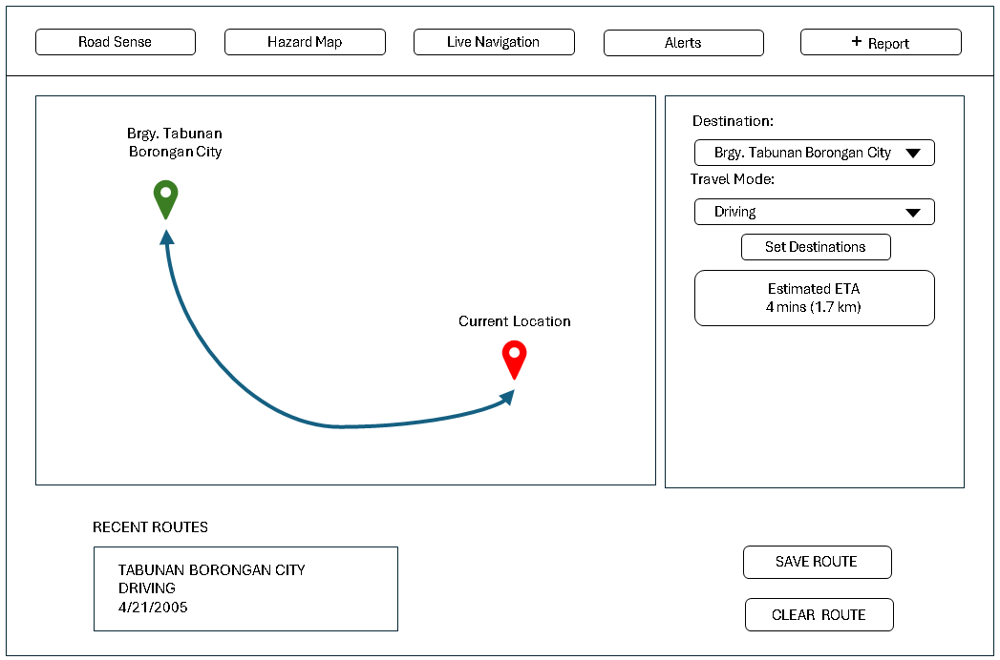 Road Sense
Hazard Map
Live Navigation
Alerts
+ Report
Brgy. Tabunan
Borongan City
Current Location
Destination:
Brgy. Tabunan Borongan City
Travel Mode:
Driving
Set Destinations
Estimated ETA
4 mins (1.7 km)
RECENT ROUTES
TABUNAN BORONGAN CITY
DRIVING
4/21/2005
SAVE ROUTE
CLEAR ROUTE